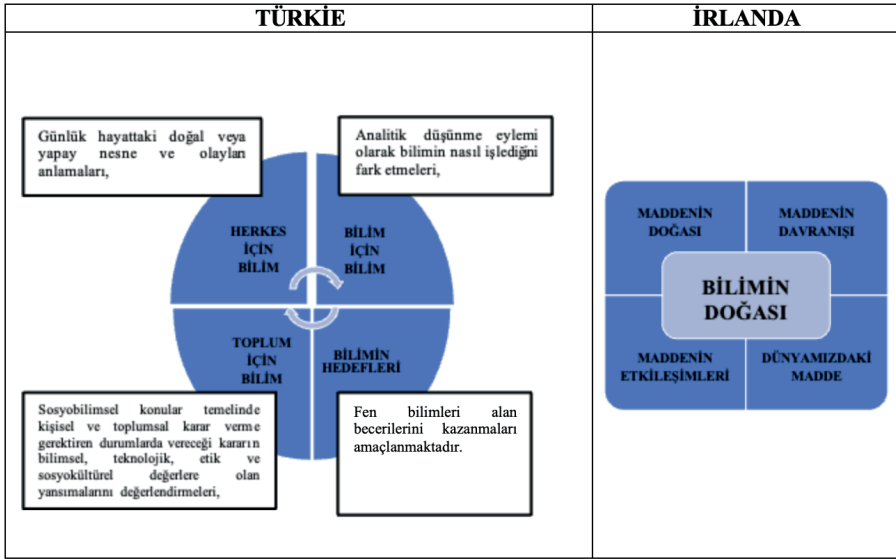 TÜRKİE
İRLANDA
Günlük hayattaki doğal veya
yapay nesne ve olayları
anlamaları,
Analitik düşünme eylemi
olarak bilimin nasıl işlediğini
fark etmeleri,
HERKES
İÇİN
BİLİM
BİLİM
İÇİN
BİLİM
TOPLUM
İÇİN
BİLİM
BİLİMİN
HEDEFLERİ
Sosyobilimsel konular temelinde
kişisel ve toplumsal karar verme
gerektiren durumlarda vereceği kararın
bilimsel, teknolojik, etik ve
sosyokültürel değerlere olan
yansımalarını değerlendirmeleri,
Fen bilimleri alan
becerilerini kazanmaları
amaçlanmaktadır.
MADDENİN
DOĞASI
MADDENİN
DAVRANIŞI
BİLİMİN
DOĞASI
MADDENİN
ETKİLEŞİMLERİ
DÜNYAMIZDAKİ
MADDE